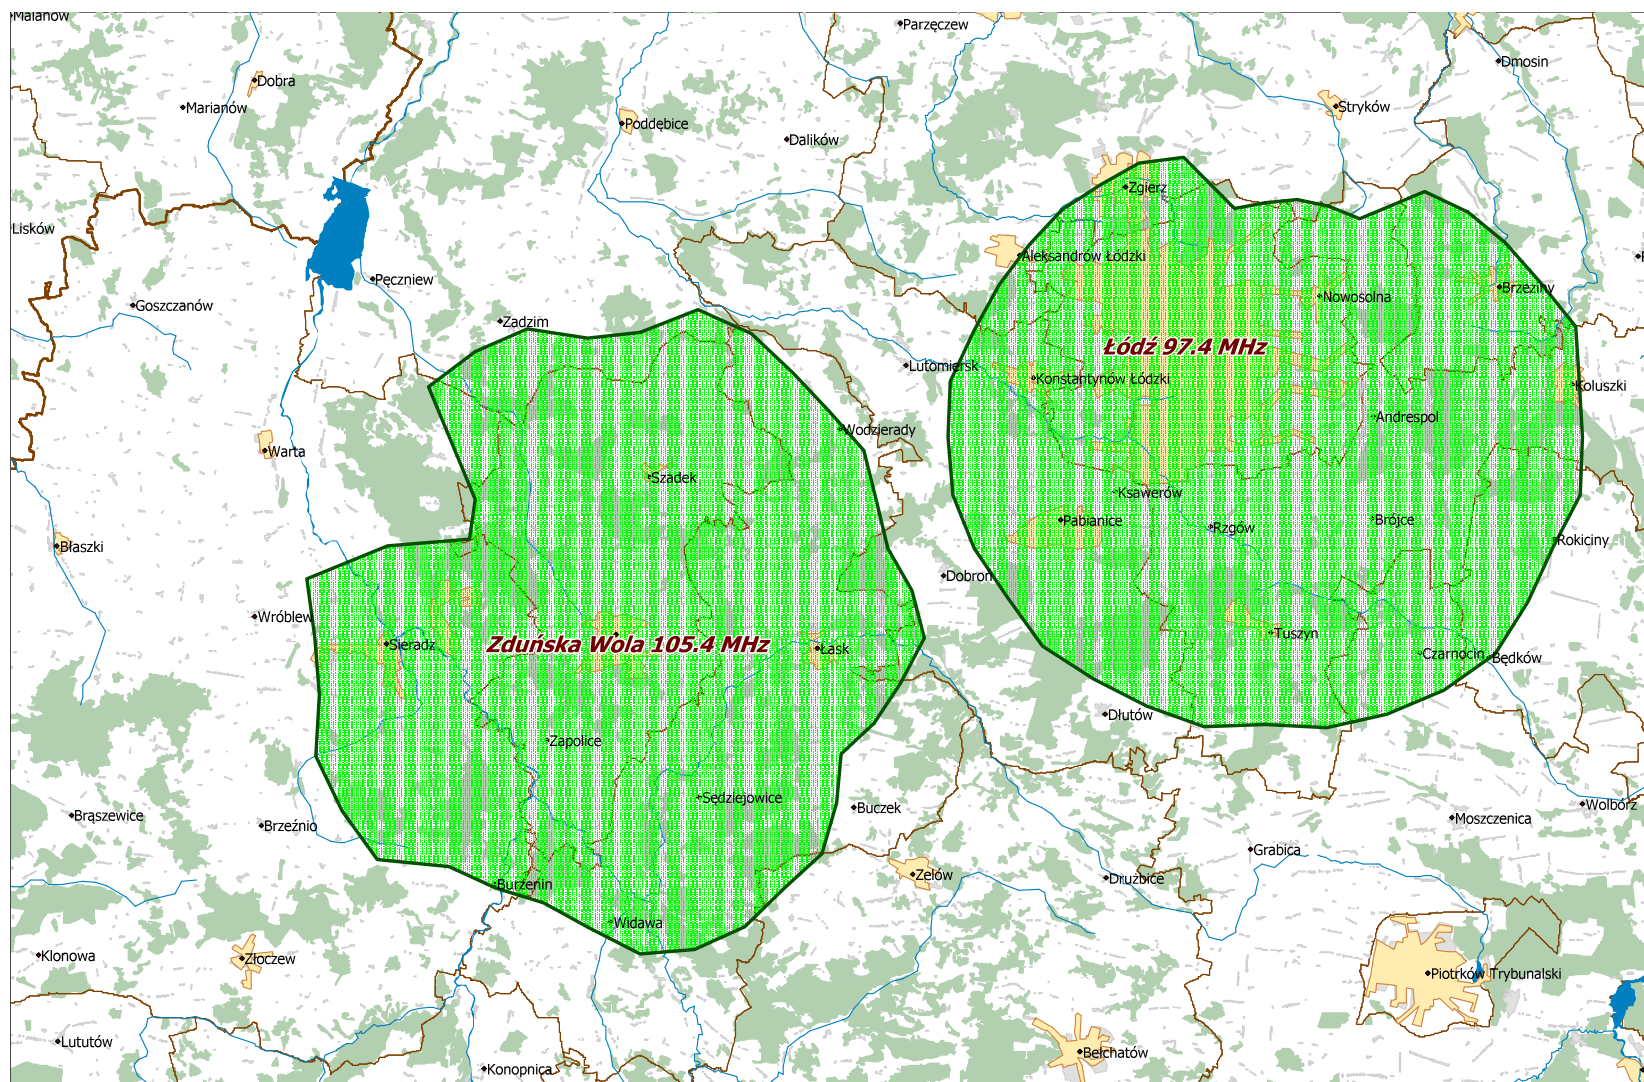 Malanów
Parzęczew
Dmosin
Dobra
Marianów
Stryków
Poddębice
Dalików
Zgierz
Lisków
Aleksandrów Łódzki
Pęczniew
Brzeziny
Nowosolna
Goszczanów
Zadzim
Łódź 97.4 MHz
Lutomiersk
Konstantynów Łódzki
Koluszki
Andrespol
Wodzierady
Warta
Szadek
Ksawerów
Pabianice
Brójce
Rzgów
Rokiciny
Błaszki
Dobroń
Wróblew
Tuszyn
Sieradz
Zduńska Wola 105.4 MHz
Łask
Czarnocin
Będków
Dłutów
Zapolice
Sędziejowice
Wolbórz
Buczek
Brąszewice
Moszczenica
Brzeźnio
Grabica
Zelów
Drużbice
Burzenin
Widawa
Klonowa
Złoczew
Piotrków Trybunalski
Lututów
Bełchatów
Konopnica